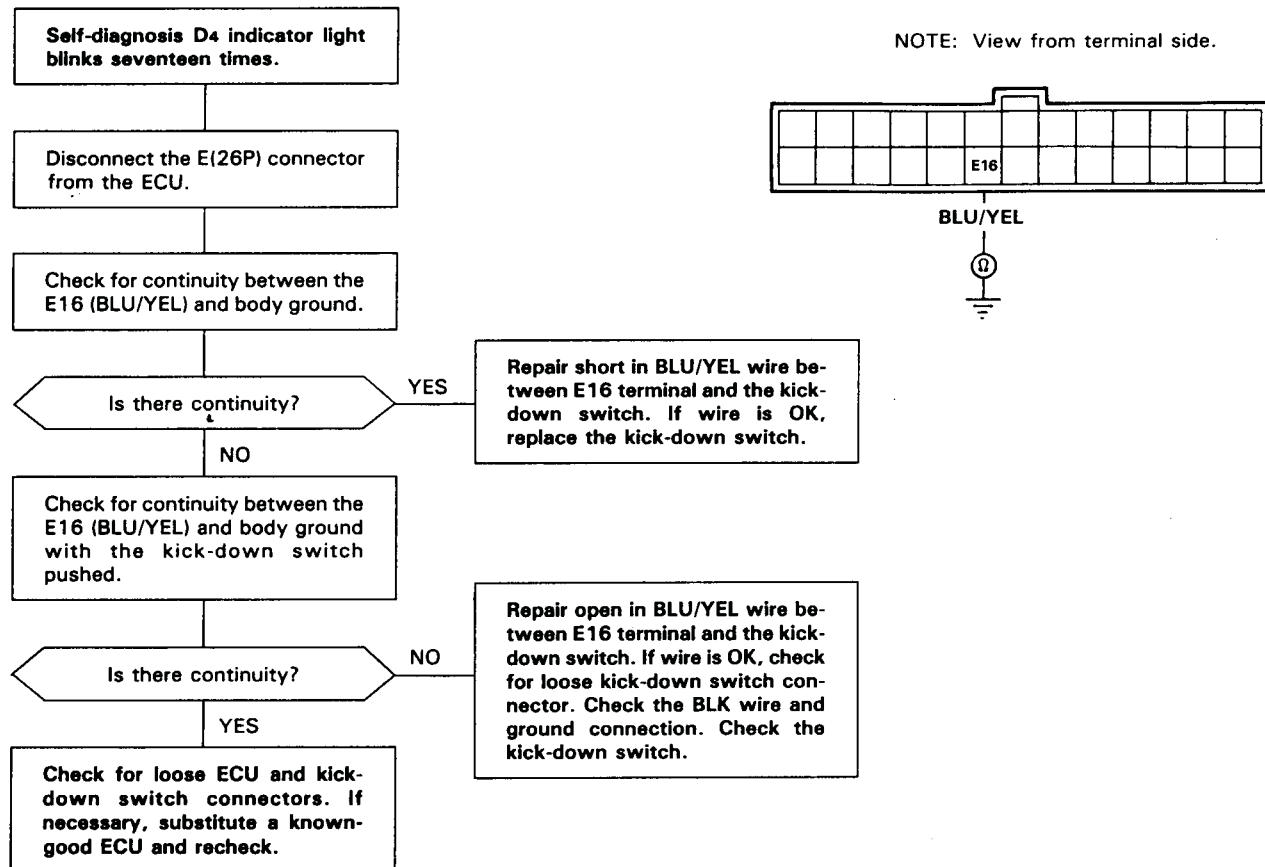 Self-diagnosis D4 indicator light
blinks seventeen times.
NOTE: View from terminal side.
Disconnect the E(26P) connector
from the ECU.
E16
BLU/YEL
Ω
Check for continuity between the
E16 (BLU/YEL) and body ground.
Is there continuity?
YES
Repair short in BLU/YEL wire be-
tween E16 terminal and the kick-
down switch. If wire is OK,
replace the kick-down switch.
NO
Check for continuity between the
E16 (BLU/YEL) and body ground
with the kick-down switch
pushed.
Is there continuity?
NO
Repair open in BLU/YEL wire be-
tween E16 terminal and the kick-
down switch. If wire is OK, check
for loose kick-down switch con-
nector. Check the BLK wire and
ground connection. Check the
kick-down switch.
YES
Check for loose ECU and kick-
down switch connectors. If
necessary, substitute a known-
good ECU and recheck.